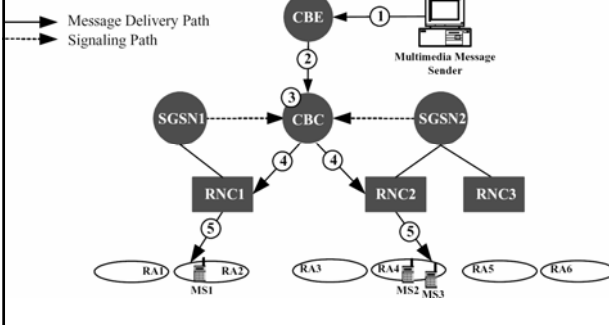 Message Delivery Path
Signaling Path
CBE
1
Multimedia Message
Sender
2
3
SGSN1
CBC
SGSN2
4
4
RNC1
RNC2
RNC3
5
5
RA1
RA2
RA3
RA4
RA5
RA6
MS1
MS2
MS3